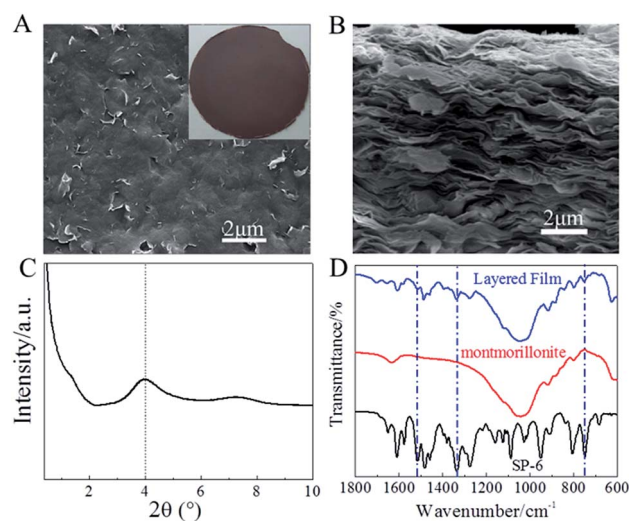 A
2μm
B
2μm
C
Intensity/a.u.
2 4 6 8 10
2θ (°)
D
Transmittance/%
Layered Film
montmorillonite
SP-6
1800 1600 1400 1200 1000 800 600
Wavenumber/cm⁻¹